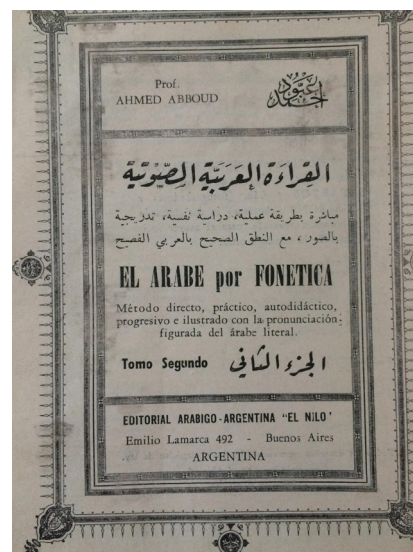 Prof.
AHMED ABBOUD
أحمد عبود
القراءة العربية الصوتية
مباشرة بطريقة عملية، دراسية نفسية، تدريجية
بالصور، مع النطق الصحيح بالعربي الفصيح
EL ARABE por FONETICA
Método directo, práctico, autodidáctico,
progresivo e ilustrado con la pronunciación
figurada del árabe literal.
Tomo Segundo الجزء الثاني
EDITORIAL ARABIGO-ARGENTINA "EL NILO'
Emilio Lamarca 492 - Buenos Aires
ARGENTINA